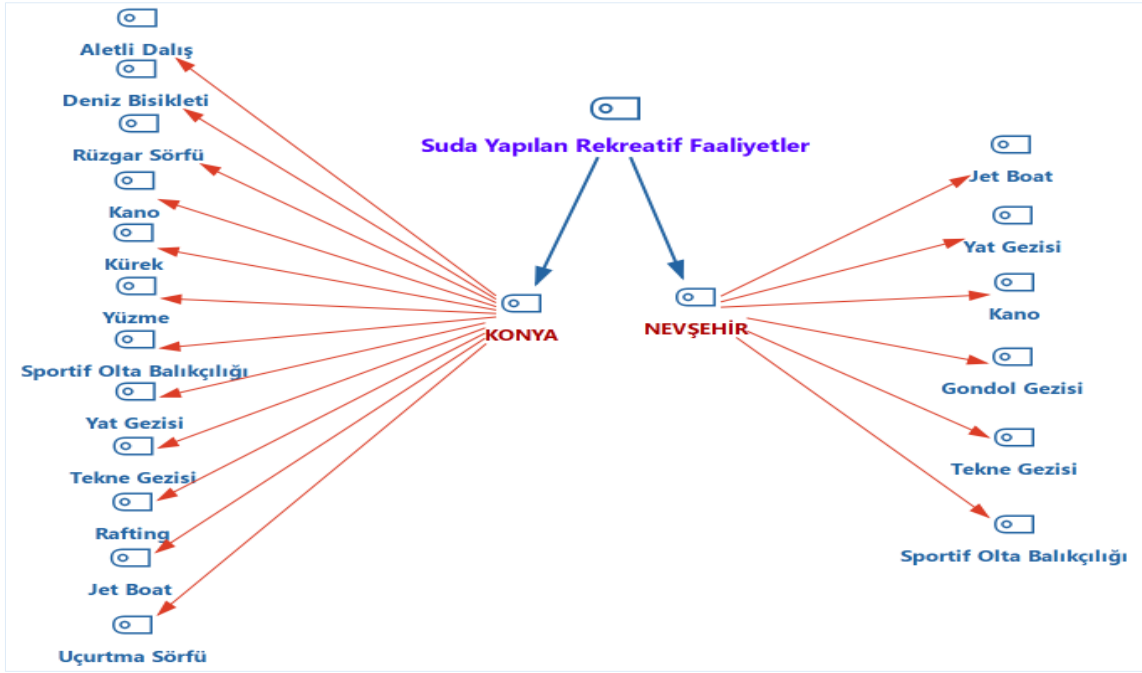 Suda Yapılan Rekreatif Faaliyetler
KONYA
Aletli Dalış
Deniz Bisikleti
Rüzgar Sörfü
Kano
Kürek
Yüzme
Sportif Olta Balıkçılığı
Yat Gezisi
Tekne Gezisi
Rafting
Jet Boat
Uçurtma Sörfü
NEVŞEHİR
Jet Boat
Yat Gezisi
Kano
Gondol Gezisi
Tekne Gezisi
Sportif Olta Balıkçılığı